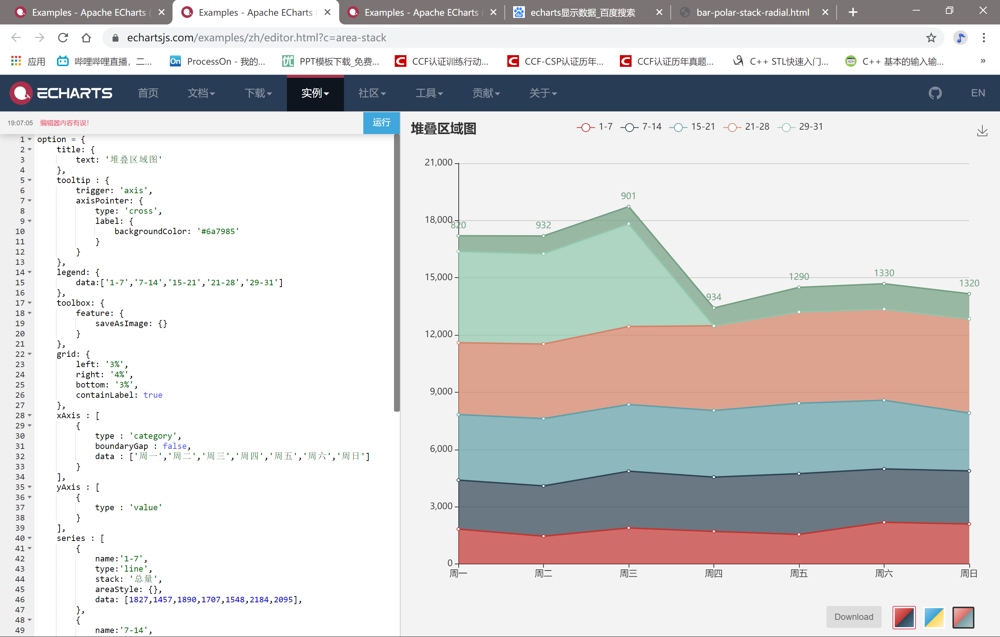 Examples - Apache ECharts (
Examples - Apache ECharts (
Examples - Apache ECharts (
echarts显示数据_百度搜索
bar-polar-stack-radial.html
echartsjs.com/examples/zh/editor.html?c=area-stack
应用
哔哩哔哩直播，二...
On
ProcessOn - 我的...
优
PPT模板下载_免费...
CCF认证训练行动...
CCF-CSP认证历年...
CCF认证历年真题...
C++ STL快速入门...
C++ 基本的输入输...
»
ECHARTS
首页
文档
下载
实例
社区
工具
贡献
关于
EN
19:07:05 编辑器内容有误！
运行
1 option = {
2 title: {
3 text: '堆叠区域图'
4 },
5 tooltip : {
6 trigger: 'axis',
7 axisPointer: {
8 type: 'cross',
9 label: {
10 backgroundColor: '#6a7985'
11 }
12 }
13 },
14 legend: {
15 data:['1-7','7-14','15-21','21-28','29-31']
16 },
17 toolbox: {
18 feature: {
19 saveAsImage: {}
20 }
21 },
22 grid: {
23 left: '3%',
24 right: '4%',
25 bottom: '3%',
26 containLabel: true
27 },
28 xAxis : [
29 {
30 type : 'category',
31 boundaryGap : false,
32 data : ['周一','周二','周三','周四','周五','周六','周日']
33 }
34 ],
35 yAxis : [
36 {
37 type : 'value'
38 }
39 ],
40 series : [
41 {
42 name:'1-7',
43 type:'line',
44 stack: '总量',
45 areaStyle: {},
46 data: [1827,1457,1890,1707,1548,2184,2095],
47 },
48 {
49 name:'7-14',
堆叠区域图
1-7
7-14
15-21
21-28
29-31
21,000
18,000
15,000
12,000
9,000
6,000
3,000
0
820
932
901
934
1290
1330
1320
周一
周二
周三
周四
周五
周六
周日
Download